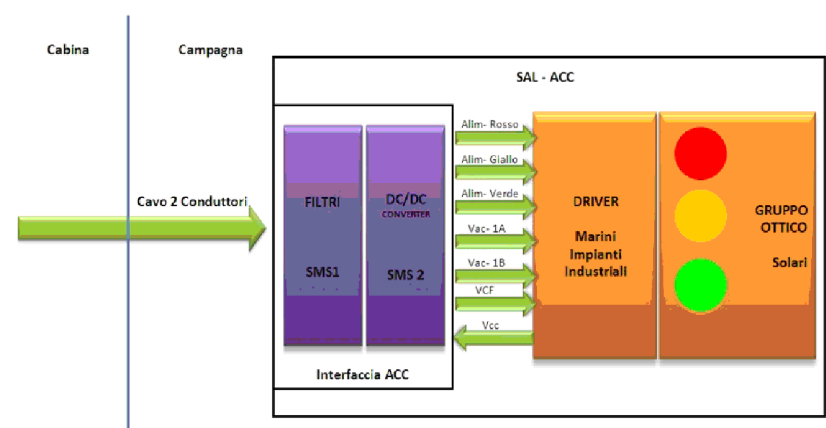 Cabina
Campagna
SAL - ACC
Cavo 2 Conduttori
FILTRI
SMS1
DC/DC
CONVERTER
SMS 2
Interfaccia ACC
Alim- Rosso
Alim- Giallo
Alim- Verde
Vac- 1A
Vac- 1B
VCF
Vcc
DRIVER
Marini
Impianti
Industriali
GRUPPO
OTTICO
Solari